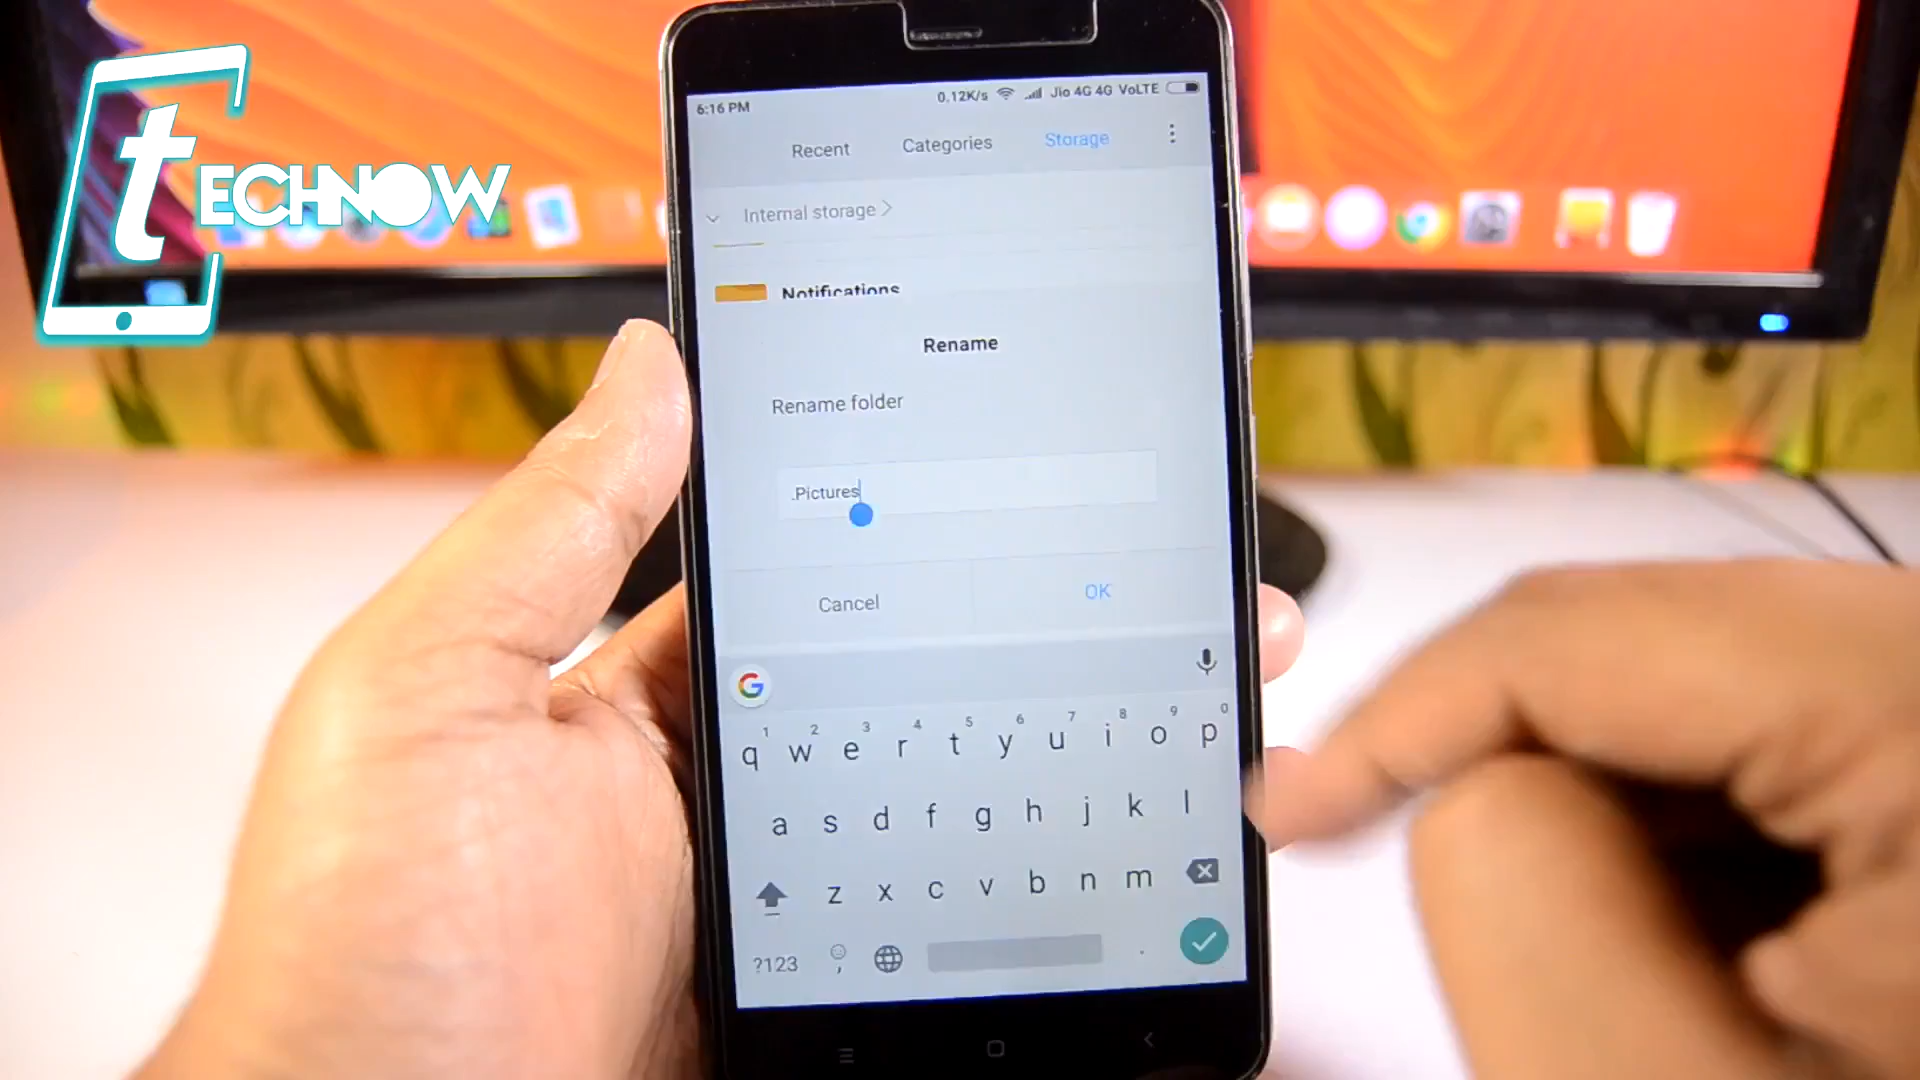 tECHNOW
6:16 PM
0.12K/s Jio 4G 4G VoLTE
Recent Categories Storage
Internal storage >
Notifications
Rename
Rename folder
.Pictures
Cancel OK
G
1 2 3 4 5 6 7 8 9 0
q w e r t y u i o p
a s d f g h j k l
z x c v b n m
?123 , .